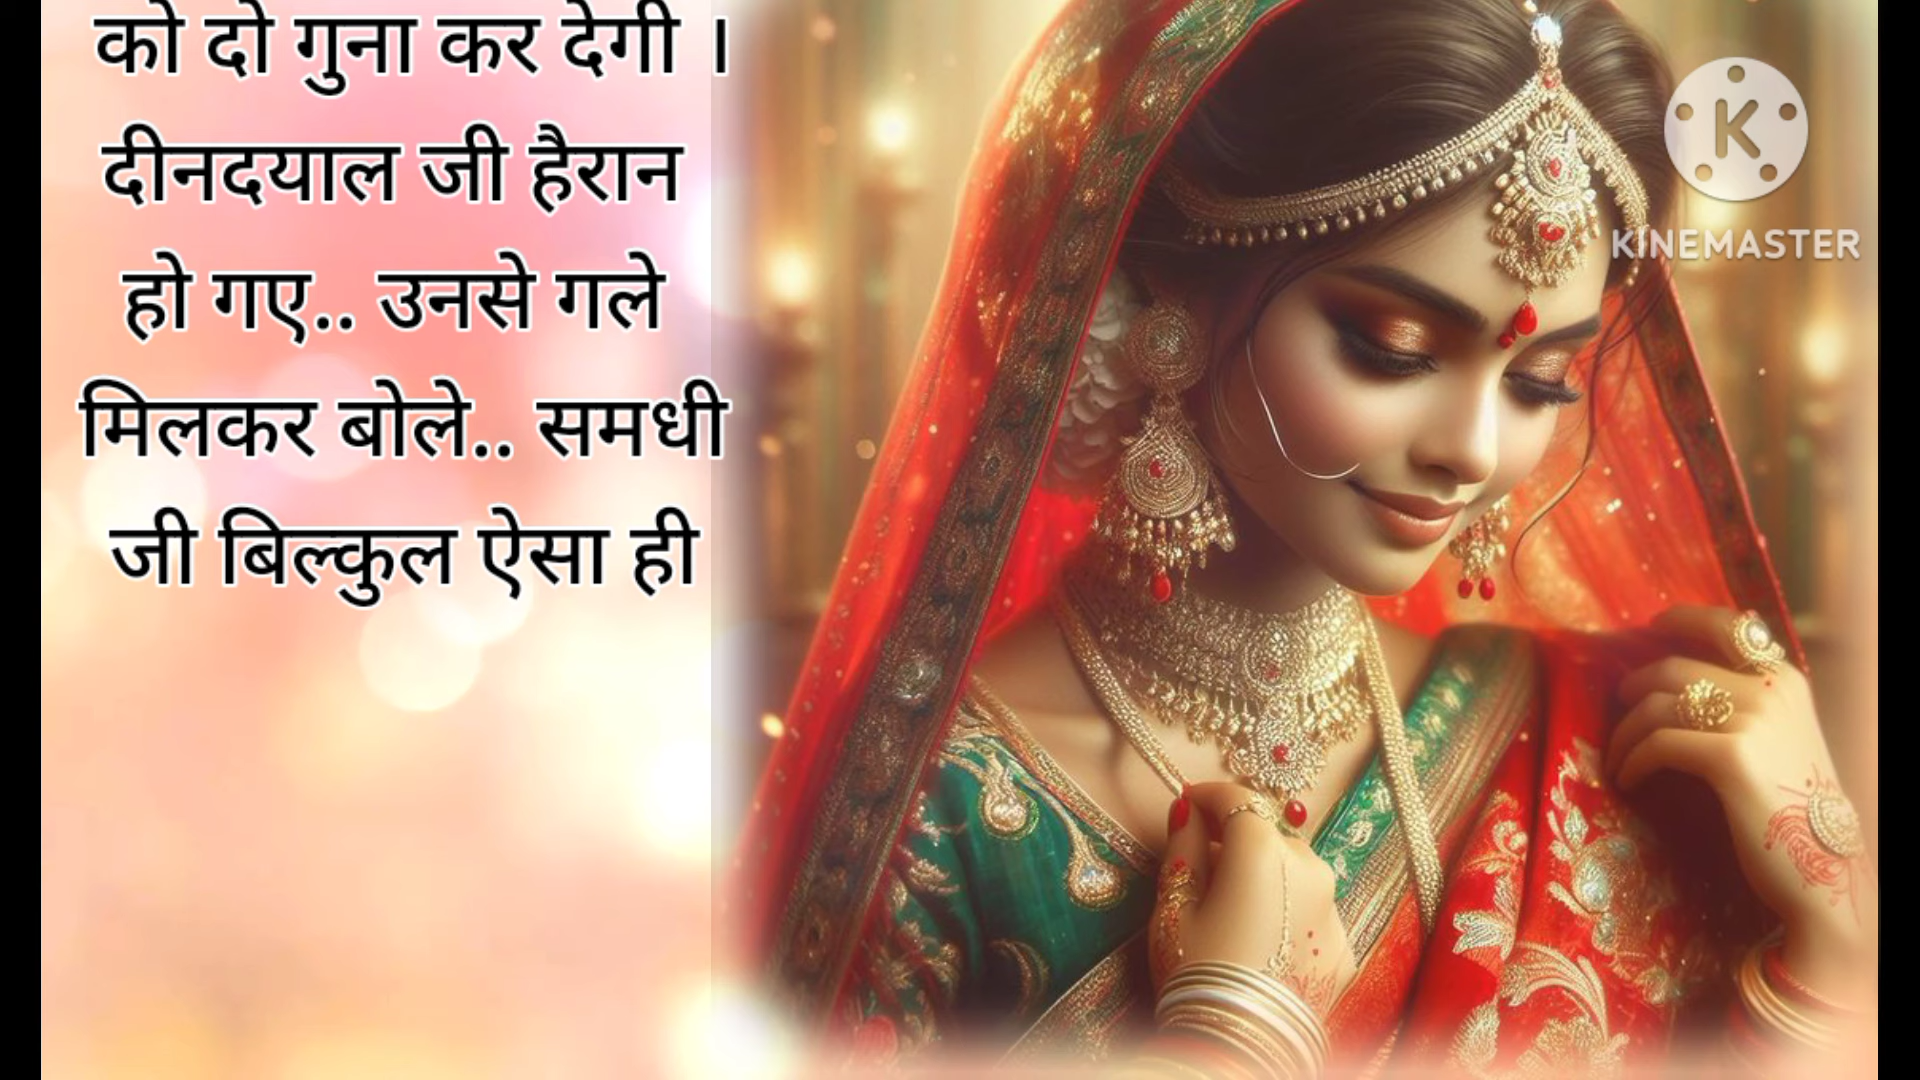 को दो गुना कर देगी ।
दीनदयाल जी हैरान
हो गए.. उनसे गले
मिलकर बोले.. समधी
जी बिल्कुल ऐसा ही
K
KINEMASTER